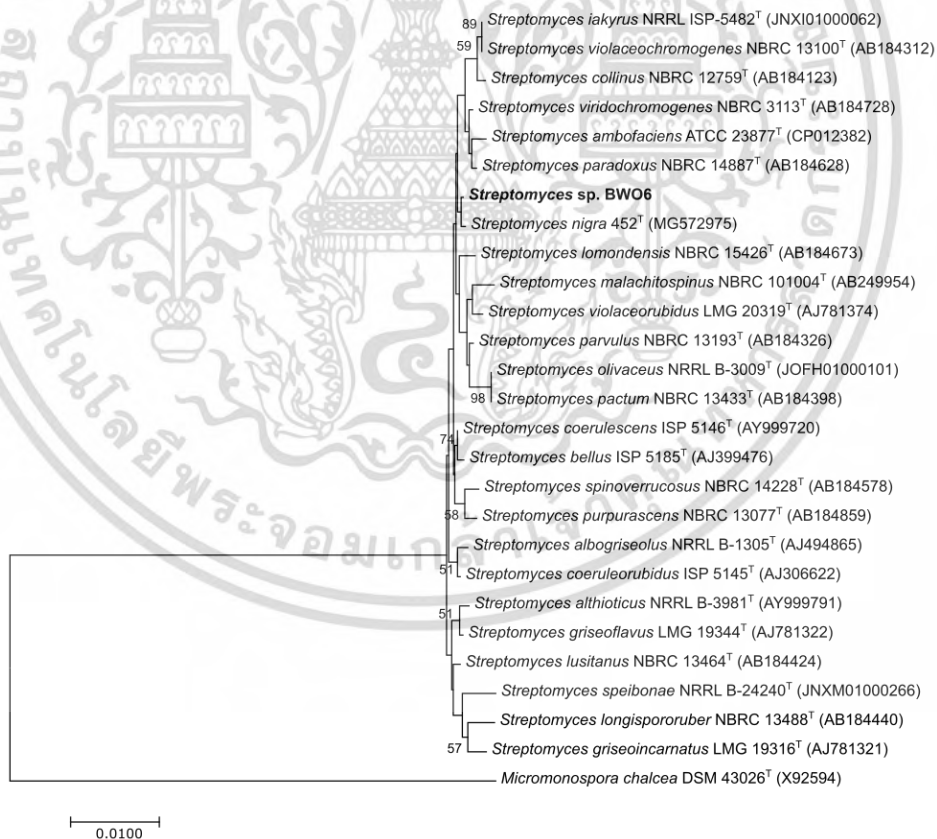 89
Streptomyces iakyrus NRRL ISP-5482ᵀ (JNXI01000062)
59
Streptomyces violaceochromogenes NBRC 13100ᵀ (AB184312)
Streptomyces collinus NBRC 12759ᵀ (AB184123)
Streptomyces viridochromogenes NBRC 3113ᵀ (AB184728)
Streptomyces ambofaciens ATCC 23877ᵀ (CP012382)
Streptomyces paradoxus NBRC 14887ᵀ (AB184628)
Streptomyces sp. BWO6
Streptomyces nigra 452ᵀ (MG572975)
Streptomyces lomondensis NBRC 15426ᵀ (AB184673)
Streptomyces malachitospinus NBRC 101004ᵀ (AB249954)
Streptomyces violaceorubidus LMG 20319ᵀ (AJ781374)
Streptomyces parvulus NBRC 13193ᵀ (AB184326)
Streptomyces olivaceus NRRL B-3009ᵀ (JOFH01000101)
98
Streptomyces pactum NBRC 13433ᵀ (AB184398)
Streptomyces coerulescens ISP 5146ᵀ (AY999720)
74
Streptomyces bellus ISP 5185ᵀ (AJ399476)
Streptomyces spinoverrucosus NBRC 14228ᵀ (AB184578)
58
Streptomyces purpurascens NBRC 13077ᵀ (AB184859)
Streptomyces albogriseolus NRRL B-1305ᵀ (AJ494865)
51
Streptomyces coeruleorubidus ISP 5145ᵀ (AJ306622)
Streptomyces althioticus NRRL B-3981ᵀ (AY999791)
51
Streptomyces griseoflavus LMG 19344ᵀ (AJ781322)
Streptomyces lusitanus NBRC 13464ᵀ (AB184424)
Streptomyces speibonae NRRL B-24240ᵀ (JNXM01000266)
Streptomyces longispororuber NBRC 13488ᵀ (AB184440)
57
Streptomyces griseoincarnatus LMG 19316ᵀ (AJ781321)
Micromonospora chalcea DSM 43026ᵀ (X92594)
0.0100